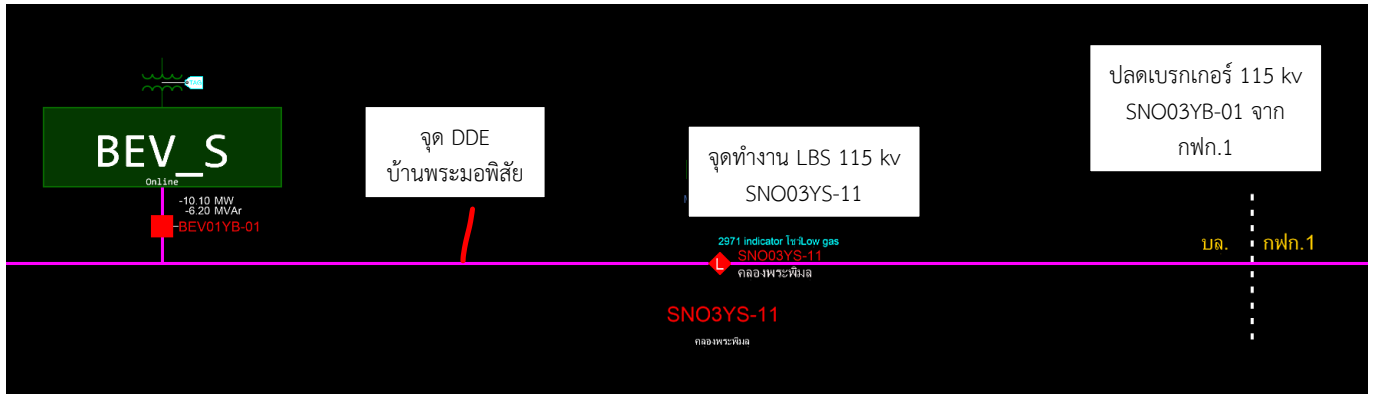 TAG
BEV_S
Online
-10.10 MW
-6.20 MVAr
BEV01YB-01
จุด DDE
บ้านพระมอพิสัย
จุดทำงาน LBS 115 kv
SNO03YS-11
2971 indicator โชว์Low gas
SNO03YS-11
L
คลองพระพิมล
SNO3YS-11
คลองพระพิมล
ปลดเบรกเกอร์ 115 kv
SNO03YB-01 จาก
กฟก.1
บล.
กฟก.1